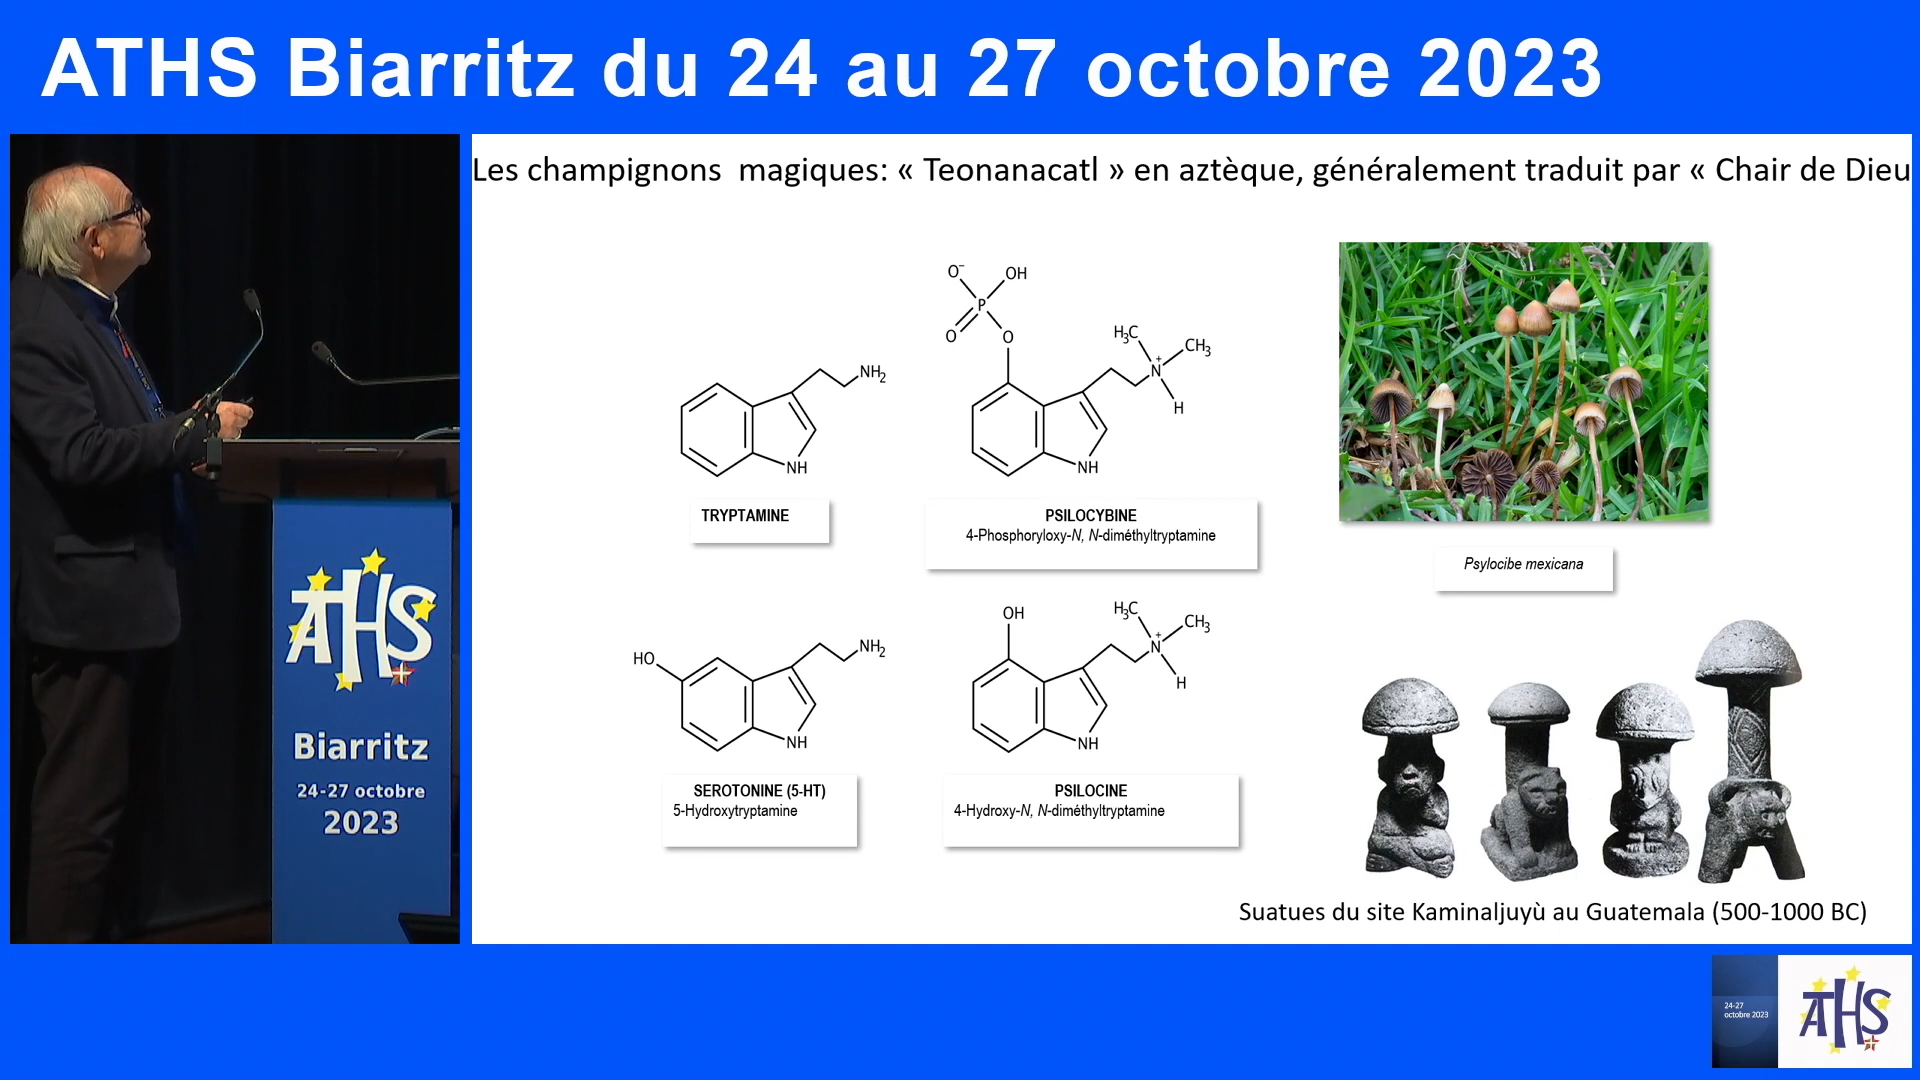 ATHS Biarritz du 24 au 27 octobre 2023
Les champignons  magiques: « Teonanacatl » en aztèque, généralement traduit par « Chair de Dieu
NH2
NH
TRYPTAMINE
O–
OH
P
O
O
H3C
CH3
N+
H
NH
PSILOCYBINE
4-Phosphoryloxy-N, N-diméthyltryptamine
Psylocibe mexicana
HO
NH2
NH
SEROTONINE (5-HT)
5-Hydroxytryptamine
OH
H3C
CH3
N+
H
NH
PSILOCINE
4-Hydroxy-N, N-diméthyltryptamine
Suatues du site Kaminaljuyù au Guatemala (500-1000 BC)
ATHS
Biarritz
24-27 octobre
2023
24-27
octobre 2023
ATHS